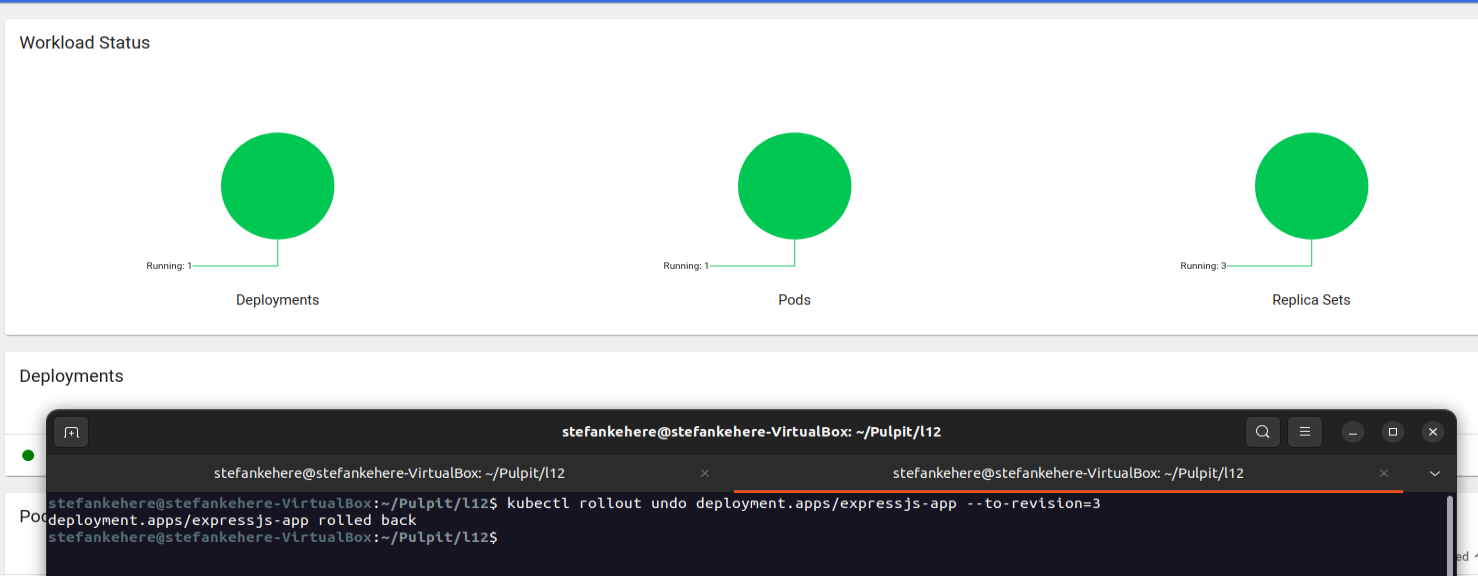 Workload Status
Running: 1
Running: 1
Running: 3
Deployments
Pods
Replica Sets
Deployments
stefankehere@stefankehere-VirtualBox: ~/Pulpit/l12
stefankehere@stefankehere-VirtualBox: ~/Pulpit/l12
stefankehere@stefankehere-VirtualBox: ~/Pulpit/l12
stefankehere@stefankehere-VirtualBox:~/Pulpit/l12$ kubectl rollout undo deployment.apps/expressjs-app --to-revision=3
deployment.apps/expressjs-app rolled back
stefankehere@stefankehere-VirtualBox:~/Pulpit/l12$